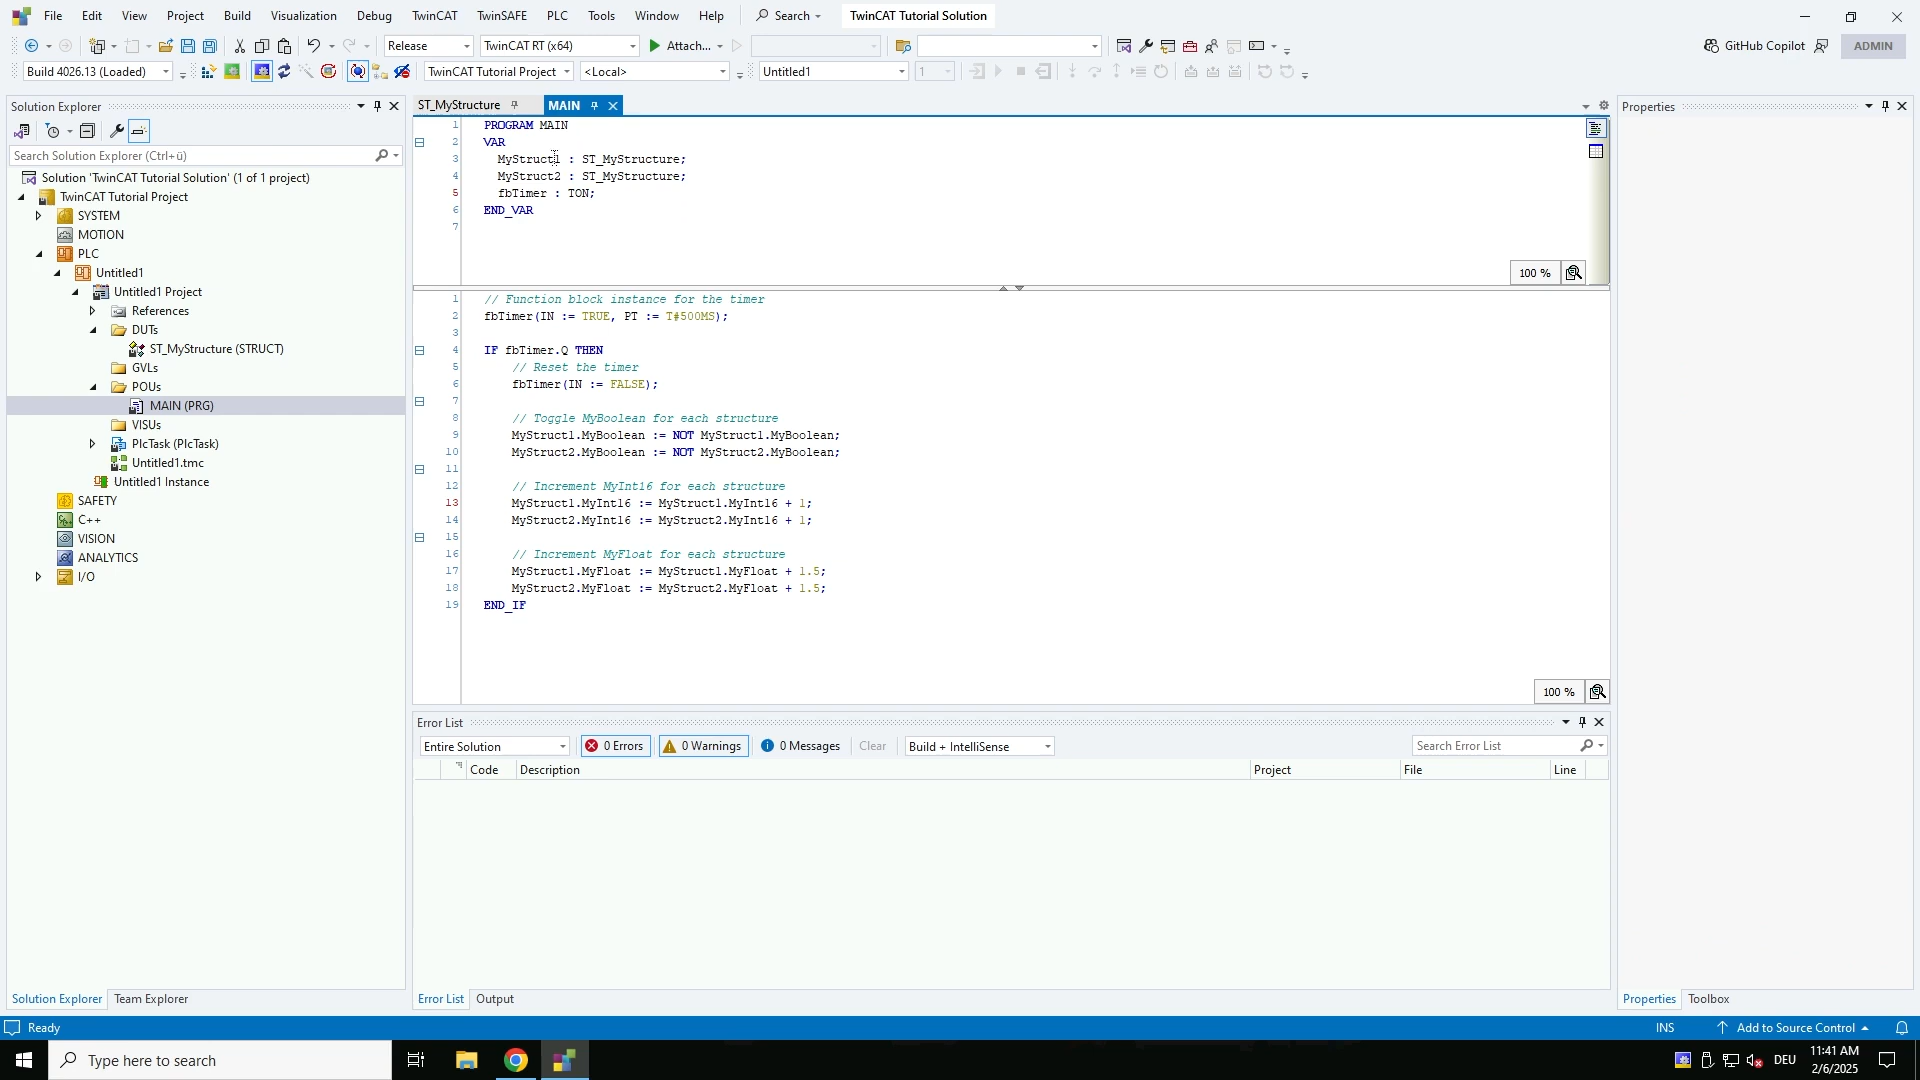 File Edit View Project Build Visualization Debug TwinCAT TwinSAFE PLC Tools Window Help Search TwinCAT Tutorial Solution
Release TwinCAT RT (x64) Attach... GitHub Copilot ADMIN
Build 4026.13 (Loaded) TwinCAT Tutorial Project <Local> Untitled1 1
Solution Explorer
Search Solution Explorer (Ctrl+ü)
Solution 'TwinCAT Tutorial Solution' (1 of 1 project)
TwinCAT Tutorial Project
SYSTEM
MOTION
PLC
Untitled1
Untitled1 Project
References
DUTs
ST_MyStructure (STRUCT)
GVLs
POUs
MAIN (PRG)
VISUs
PlcTask (PlcTask)
Untitled1.tmc
Untitled1 Instance
SAFETY
C++
VISION
ANALYTICS
I/O
Solution Explorer Team Explorer
ST_MyStructure MAIN
1 PROGRAM MAIN
2 VAR
3 MyStruct1 : ST_MyStructure;
4 MyStruct2 : ST_MyStructure;
5 fbTimer : TON;
6 END_VAR
7
100 %
1 // Function block instance for the timer
2 fbTimer(IN := TRUE, PT := T#500MS);
3
4 IF fbTimer.Q THEN
5 // Reset the timer
6 fbTimer(IN := FALSE);
7
8 // Toggle MyBoolean for each structure
9 MyStruct1.MyBoolean := NOT MyStruct1.MyBoolean;
10 MyStruct2.MyBoolean := NOT MyStruct2.MyBoolean;
11
12 // Increment MyInt16 for each structure
13 MyStruct1.MyInt16 := MyStruct1.MyInt16 + 1;
14 MyStruct2.MyInt16 := MyStruct2.MyInt16 + 1;
15
16 // Increment MyFloat for each structure
17 MyStruct1.MyFloat := MyStruct1.MyFloat + 1.5;
18 MyStruct2.MyFloat := MyStruct2.MyFloat + 1.5;
19 END_IF
100 %
Error List
Entire Solution 0 Errors 0 Warnings 0 Messages Clear Build + IntelliSense Search Error List
Code Description Project File Line
Error List Output
Properties
Properties Toolbox
Ready INS Add to Source Control
Type here to search DEU 11:41 AM
2/6/2025